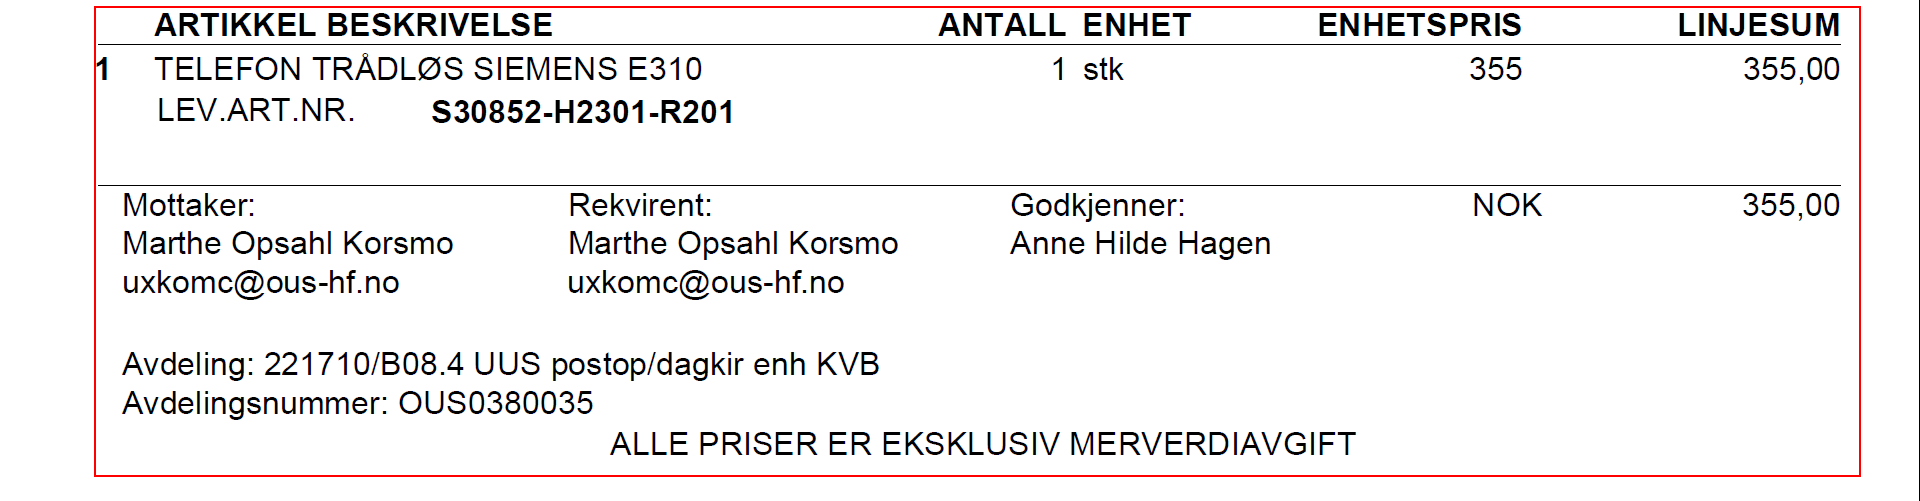 ARTIKKEL BESKRIVELSE ANTALL ENHET ENHETSPRIS LINJESUM
1 TELEFON TRÅDLØS SIEMENS E310 1 stk 355 355,00
LEV.ART.NR. S30852-H2301-R201
Mottaker: Rekvirent: Godkjenner: NOK 355,00
Marthe Opsahl Korsmo Marthe Opsahl Korsmo Anne Hilde Hagen
uxkomc@ous-hf.no uxkomc@ous-hf.no
Avdeling: 221710/B08.4 UUS postop/dagkir enh KVB
Avdelingsnummer: OUS0380035
ALLE PRISER ER EKSKLUSIV MERVERDIAVGIFT